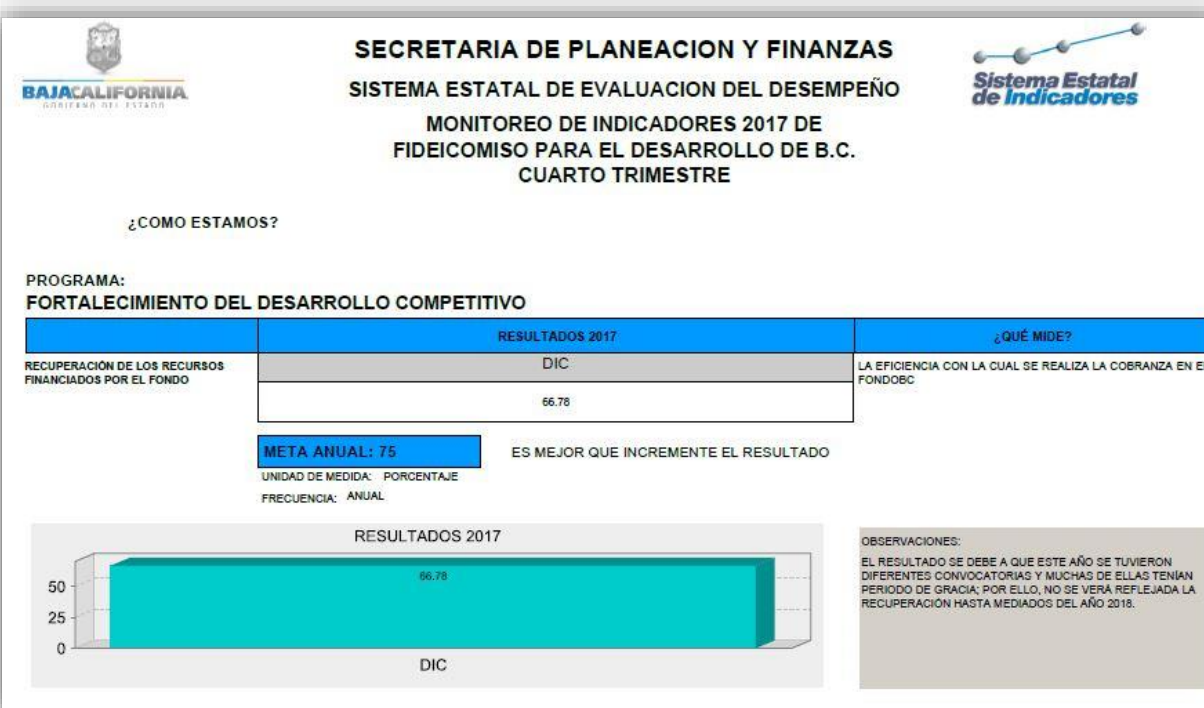 BAJACALIFORNIA
GOBIERNO DEL ESTADO
SECRETARIA DE PLANEACION Y FINANZAS
SISTEMA ESTATAL DE EVALUACION DEL DESEMPEÑO
MONITOREO DE INDICADORES 2017 DE
FIDEICOMISO PARA EL DESARROLLO DE B.C.
CUARTO TRIMESTRE
Sistema Estatal
de Indicadores
¿COMO ESTAMOS?
PROGRAMA:
FORTALECIMIENTO DEL DESARROLLO COMPETITIVO
RESULTADOS 2017
¿QUÉ MIDE?
RECUPERACIÓN DE LOS RECURSOS
FINANCIADOS POR EL FONDO
DIC
66.78
LA EFICIENCIA CON LA CUAL SE REALIZA LA COBRANZA EN
FONDOBC
META ANUAL: 75
ES MEJOR QUE INCREMENTE EL RESULTADO
UNIDAD DE MEDIDA: PORCENTAJE
FRECUENCIA: ANUAL
RESULTADOS 2017
66.78
50
25
0
DIC
OBSERVACIONES:
EL RESULTADO SE DEBE A QUE ESTE AÑO SE TUVIERON
DIFERENTES CONVOCATORIAS Y MUCHAS DE ELLAS TENÍAN
PERIODO DE GRACIA; POR ELLO, NO SE VERÁ REFLEJADA LA
RECUPERACIÓN HASTA MEDIADOS DEL AÑO 2018.